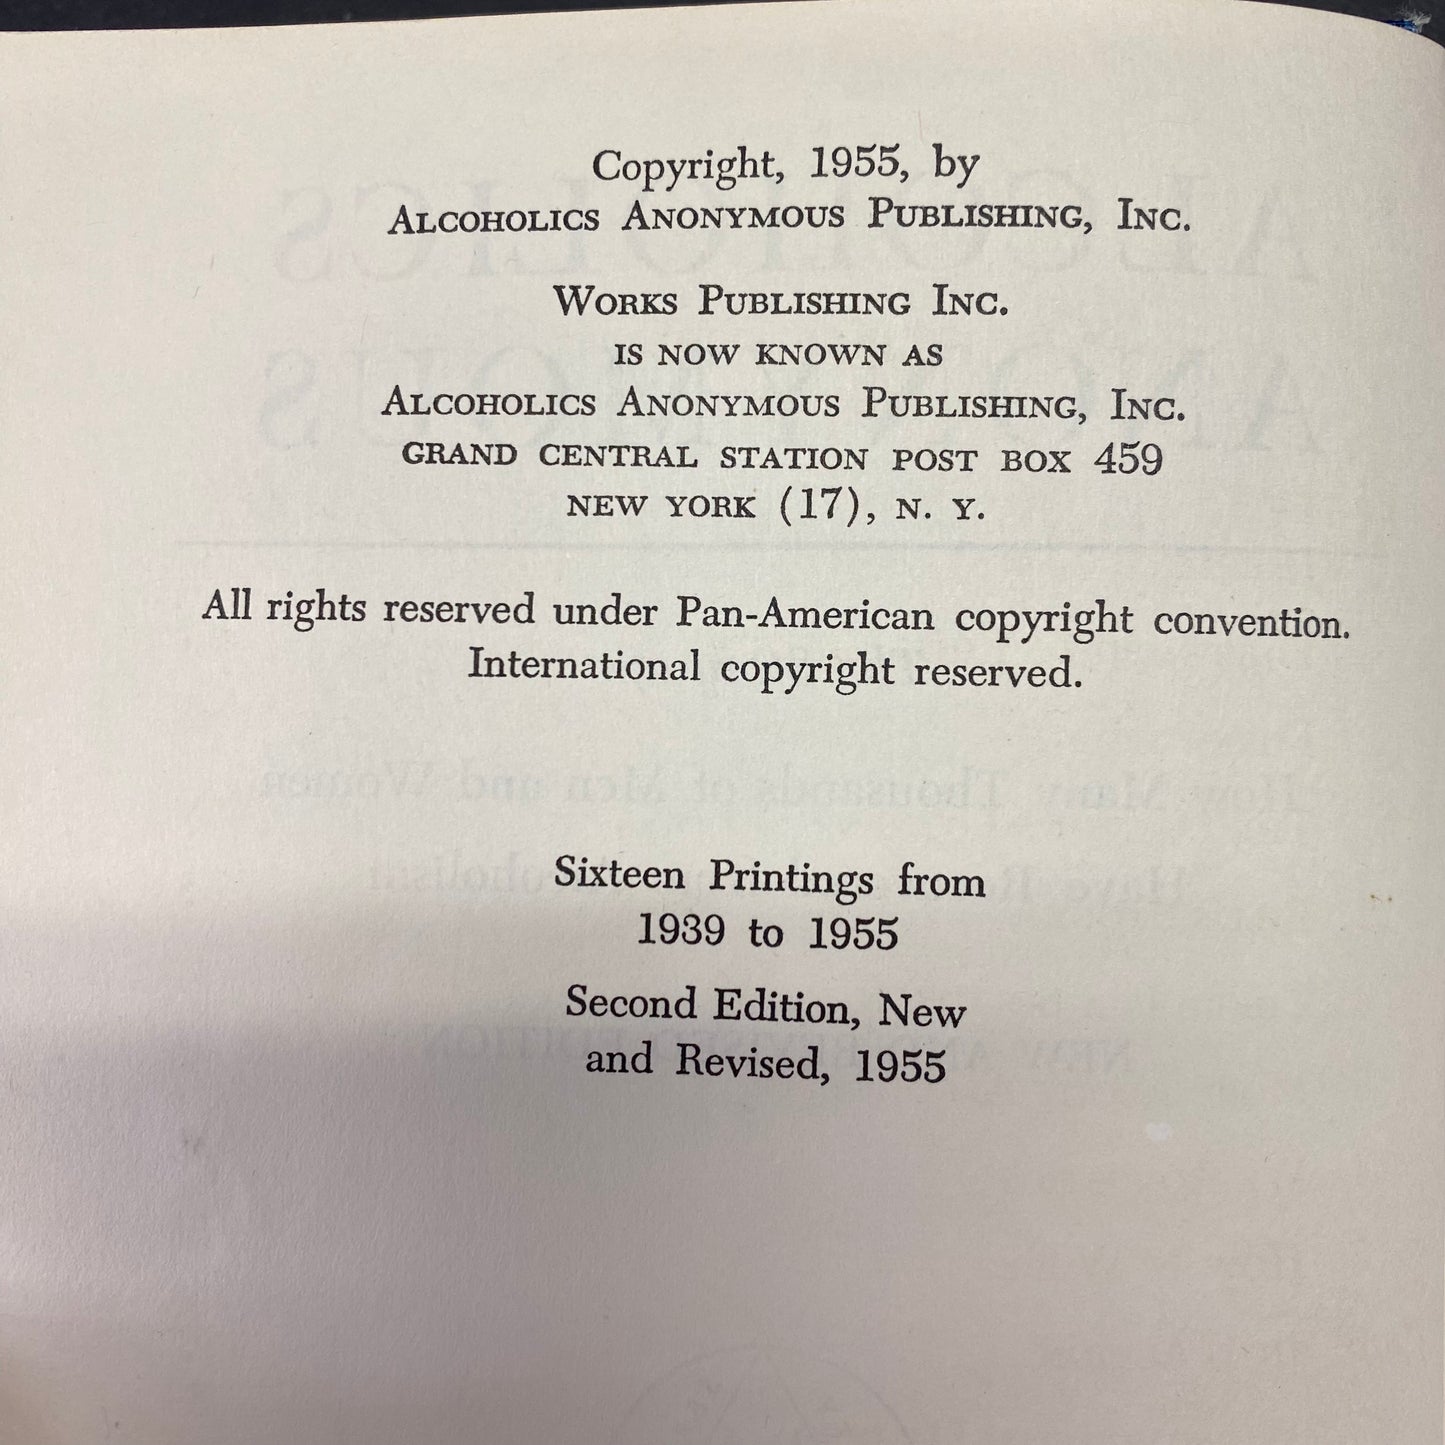 Copyright, 1955, by
ALCOHOLICS ANONYMOUS PUBLISHING, INC.
WORKS PUBLISHING INC.
IS NOW KNOWN AS
ALCOHOLICS ANONYMOUS PUBLISHING, INC.
GRAND CENTRAL STATION POST BOX 459
NEW YORK (17), N. Y.
All rights reserved under Pan-American copyright convention.
International copyright reserved.
Sixteen Printings from
1939 to 1955
Second Edition, New
and Revised, 1955